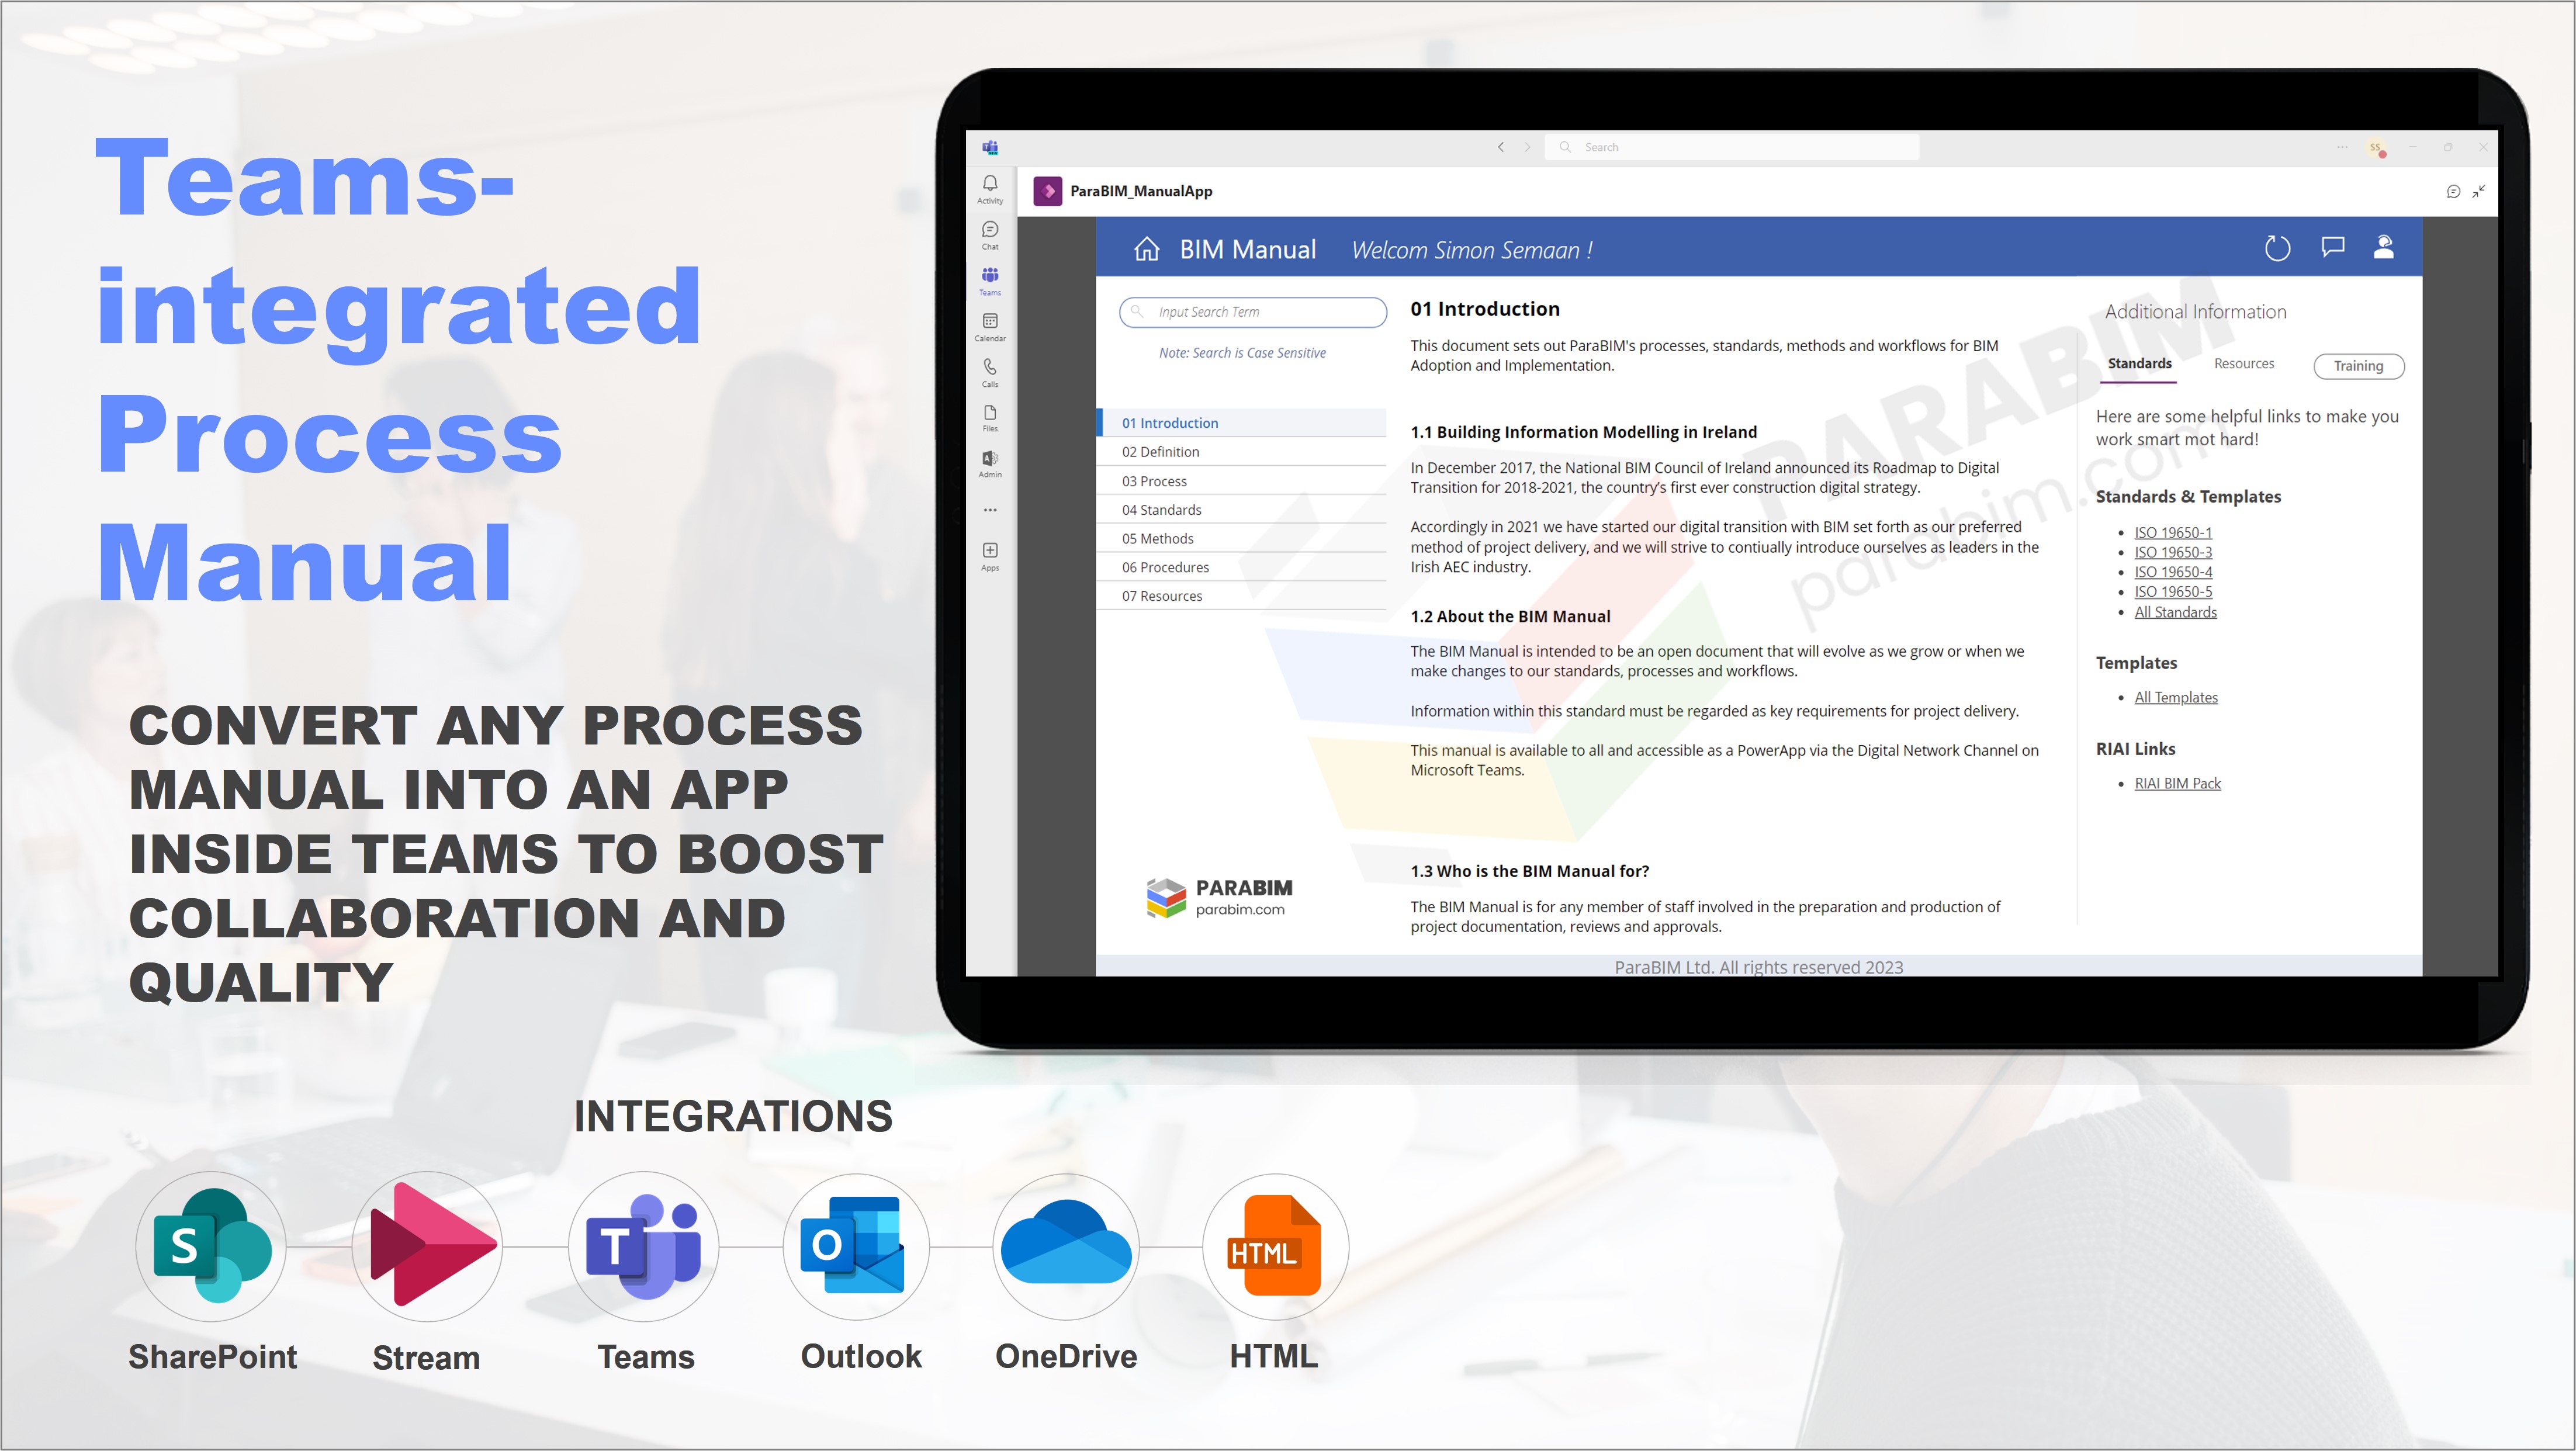 Teams-
integrated
Process
Manual
CONVERT ANY PROCESS
MANUAL INTO AN APP
INSIDE TEAMS TO BOOST
COLLABORATION AND
QUALITY
Search
SS
Activity
Chat
Teams
Calendar
Calls
Files
Admin
Apps
ParaBIM_ManualApp
BIM Manual
Welcom Simon Semaan !
Input Search Term
Note: Search is Case Sensitive
01 Introduction
02 Definition
03 Process
04 Standards
05 Methods
06 Procedures
07 Resources
PARABIM
parabim.com
01 Introduction
This document sets out ParaBIM's processes, standards, methods and workflows for BIM
Adoption and Implementation.
1.1 Building Information Modelling in Ireland
In December 2017, the National BIM Council of Ireland announced its Roadmap to Digital
Transition for 2018-2021, the country’s first ever construction digital strategy.
Accordingly in 2021 we have started our digital transition with BIM set forth as our preferred
method of project delivery, and we will strive to contiually introduce ourselves as leaders in the
Irish AEC industry.
1.2 About the BIM Manual
The BIM Manual is intended to be an open document that will evolve as we grow or when we
make changes to our standards, processes and workflows.
Information within this standard must be regarded as key requirements for project delivery.
This manual is available to all and accessible as a PowerApp via the Digital Network Channel on
Microsoft Teams.
1.3 Who is the BIM Manual for?
The BIM Manual is for any member of staff involved in the preparation and production of
project documentation, reviews and approvals.
PARABIM
parabim.com
Additional Information
Standards
Resources
Training
Here are some helpful links to make you
work smart mot hard!
Standards & Templates
• ISO 19650-1
• ISO 19650-3
• ISO 19650-4
• ISO 19650-5
• All Standards
Templates
• All Templates
RIAI Links
• RIAI BIM Pack
ParaBIM Ltd. All rights reserved 2023
INTEGRATIONS
S
T
O
HTML
SharePoint
Stream
Teams
Outlook
OneDrive
HTML